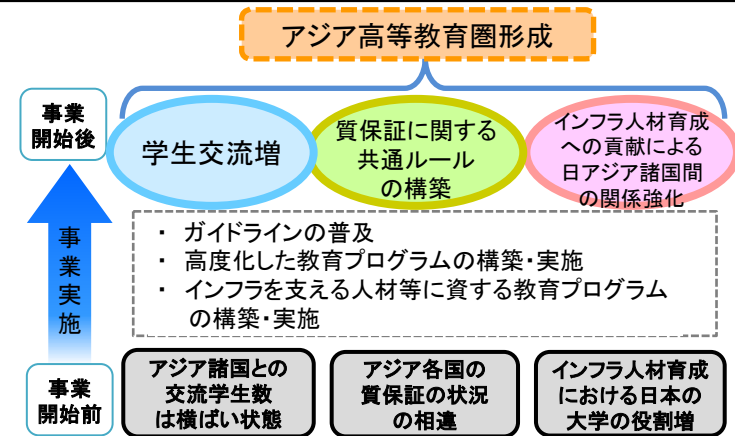 アジア高等教育圏形成
事業
開始後
学生交流増
質保証に関する
共通ルール
の構築
インフラ人材育成
への貢献による
日アジア諸国間
の関係強化
事
業
実
施
・ ガイドラインの普及
・ 高度化した教育プログラムの構築・実施
・ インフラを支える人材等に資する教育プログラム
の構築・実施
事業
開始前
アジア諸国との
交流学生数
は横ばい状態
アジア各国の
質保証の状況
の相違
インフラ人材育成
における日本の
大学の役割増